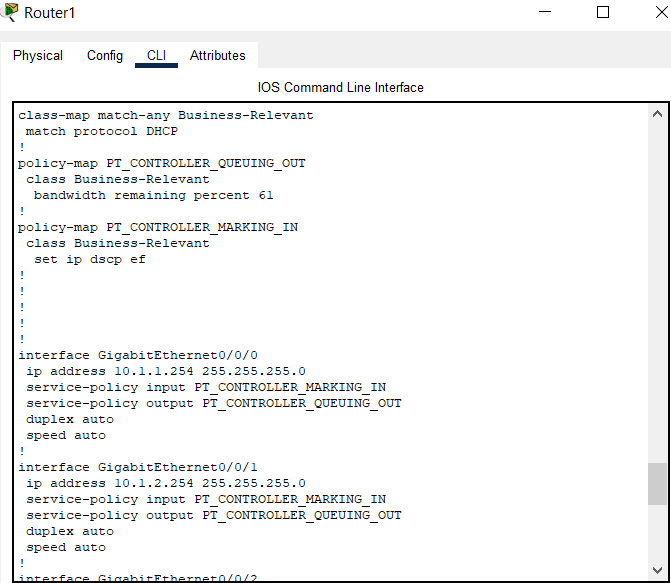 Router1
Physical Config CLI Attributes
IOS Command Line Interface
class-map match-any Business-Relevant
match protocol DHCP
!
policy-map PT_CONTROLLER_QUEUING_OUT
class Business-Relevant
bandwidth remaining percent 61
!
policy-map PT_CONTROLLER_MARKING_IN
class Business-Relevant
set ip dscp ef
!
!
!
!
!
interface GigabitEthernet0/0/0
ip address 10.1.1.254 255.255.255.0
service-policy input PT_CONTROLLER_MARKING_IN
service-policy output PT_CONTROLLER_QUEUING_OUT
duplex auto
speed auto
!
interface GigabitEthernet0/0/1
ip address 10.1.2.254 255.255.255.0
service-policy input PT_CONTROLLER_MARKING_IN
service-policy output PT_CONTROLLER_QUEUING_OUT
duplex auto
speed auto
!
interface GigabitEthernet0/0/2